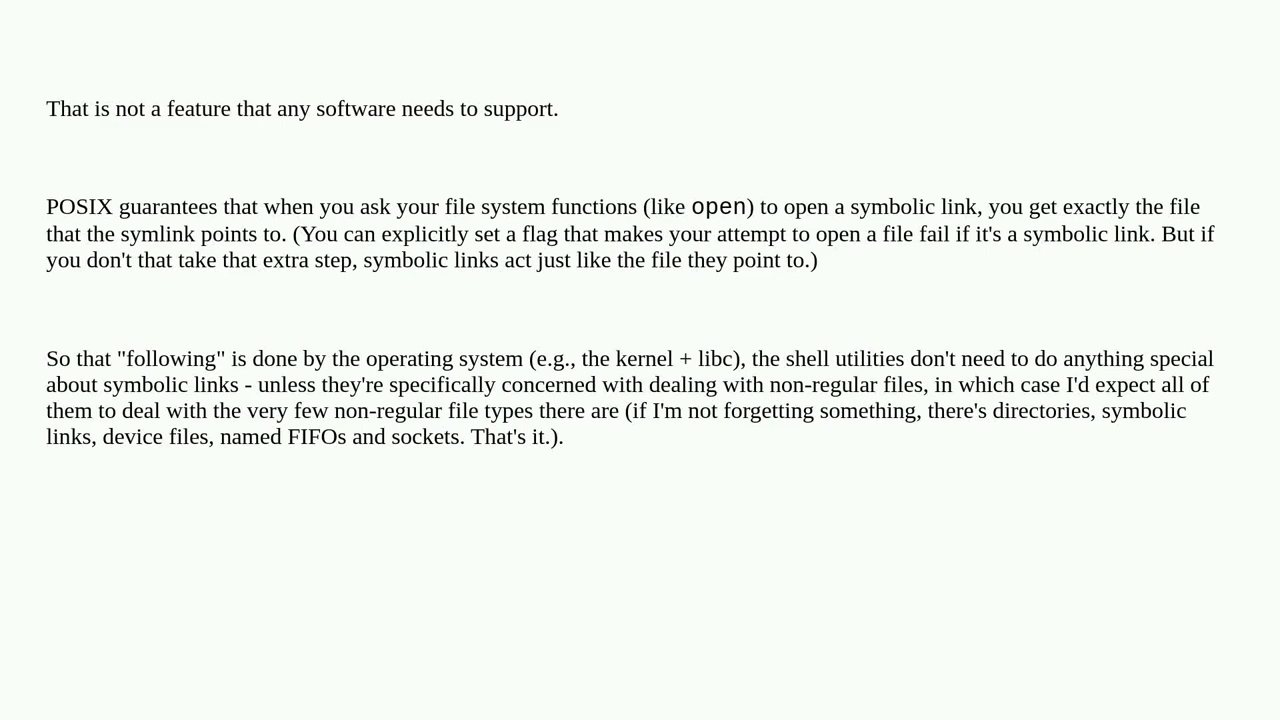 That is not a feature that any software needs to support.
POSIX guarantees that when you ask your file system functions (like open) to open a symbolic link, you get exactly the file
that the symlink points to. (You can explicitly set a flag that makes your attempt to open a file fail if it's a symbolic link. But if
you don't that take that extra step, symbolic links act just like the file they point to.)
So that "following" is done by the operating system (e.g., the kernel + libc), the shell utilities don't need to do anything special
about symbolic links - unless they're specifically concerned with dealing with non-regular files, in which case I'd expect all of
them to deal with the very few non-regular file types there are (if I'm not forgetting something, there's directories, symbolic
links, device files, named FIFOs and sockets. That's it.).